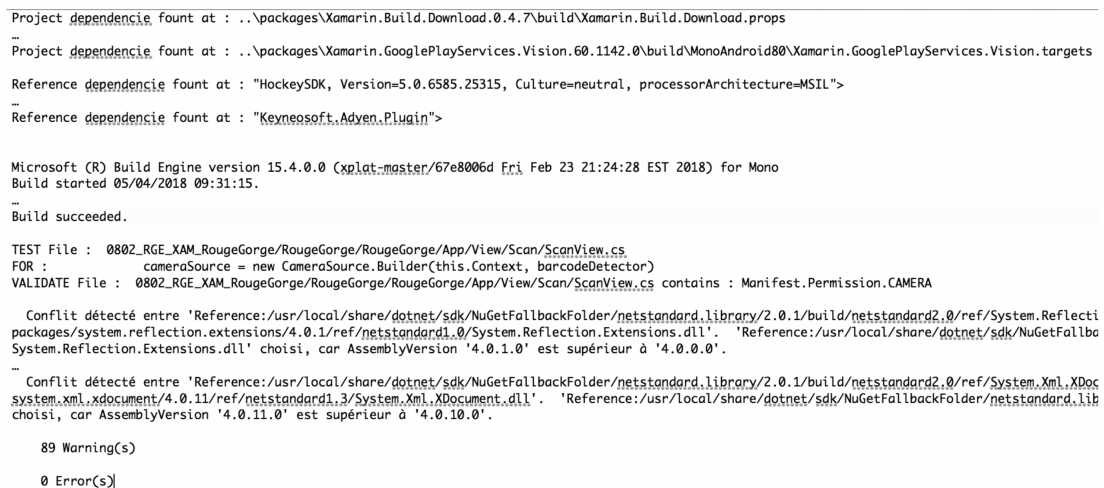 Project dependencie fount at : ..\packages\Xamarin.Build.Download.0.4.7\build\Xamarin.Build.Download.props
…
Project dependencie fount at : ..\packages\Xamarin.GooglePlayServices.Vision.60.1142.0\build\MonoAndroid80\Xamarin.GooglePlayServices.Vision.targets
Reference dependencie fount at : "HockeySDK, Version=5.0.6585.25315, Culture=neutral, processorArchitecture=MSIL">
…
Reference dependencie fount at : "Keyneosoft.Adyen.Plugin">
Microsoft (R) Build Engine version 15.4.0.0 (xplat-master/67e8006d Fri Feb 23 21:24:28 EST 2018) for Mono
Build started 05/04/2018 09:31:15.
…
Build succeeded.
TEST File :  0802_RGE_XAM_RougeGorge/RougeGorge/RougeGorge/App/View/Scan/ScanView.cs
FOR :             cameraSource = new CameraSource.Builder(this.Context, barcodeDetector)
VALIDATE File :  0802_RGE_XAM_RougeGorge/RougeGorge/RougeGorge/App/View/Scan/ScanView.cs contains : Manifest.Permission.CAMERA
Conflit détecté entre 'Reference:/usr/local/share/dotnet/sdk/NuGetFallbackFolder/netstandard.library/2.0.1/build/netstandard2.0/ref/System.Reflecti
packages/system.reflection.extensions/4.0.1/ref/netstandard1.0/System.Reflection.Extensions.dll'.  'Reference:/usr/local/share/dotnet/sdk/NuGetFallba
System.Reflection.Extensions.dll' choisi, car AssemblyVersion '4.0.1.0' est supérieur à '4.0.0.0'.
…
Conflit détecté entre 'Reference:/usr/local/share/dotnet/sdk/NuGetFallbackFolder/netstandard.library/2.0.1/build/netstandard2.0/ref/System.Xml.XDoc
system.xml.xdocument/4.0.11/ref/netstandard1.3/System.Xml.XDocument.dll'.  'Reference:/usr/local/share/dotnet/sdk/NuGetFallbackFolder/netstandard.lib
choisi, car AssemblyVersion '4.0.11.0' est supérieur à '4.0.10.0'.
89 Warning(s)
0 Error(s)